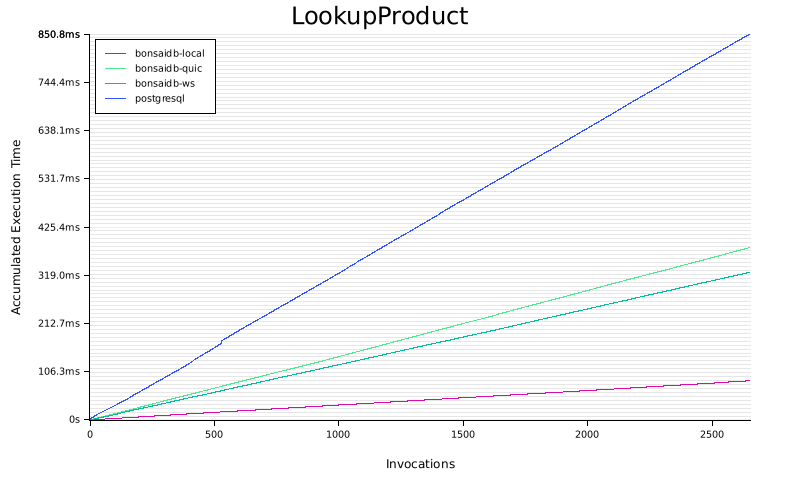 LookupProduct
850.8ms
744.4ms
638.1ms
531.7ms
425.4ms
319.0ms
212.7ms
106.3ms
0s
Accumulated Execution Time
bonsaidb-local
bonsaidb-quic
bonsaidb-ws
postgresql
0 500 1000 1500 2000 2500
Invocations